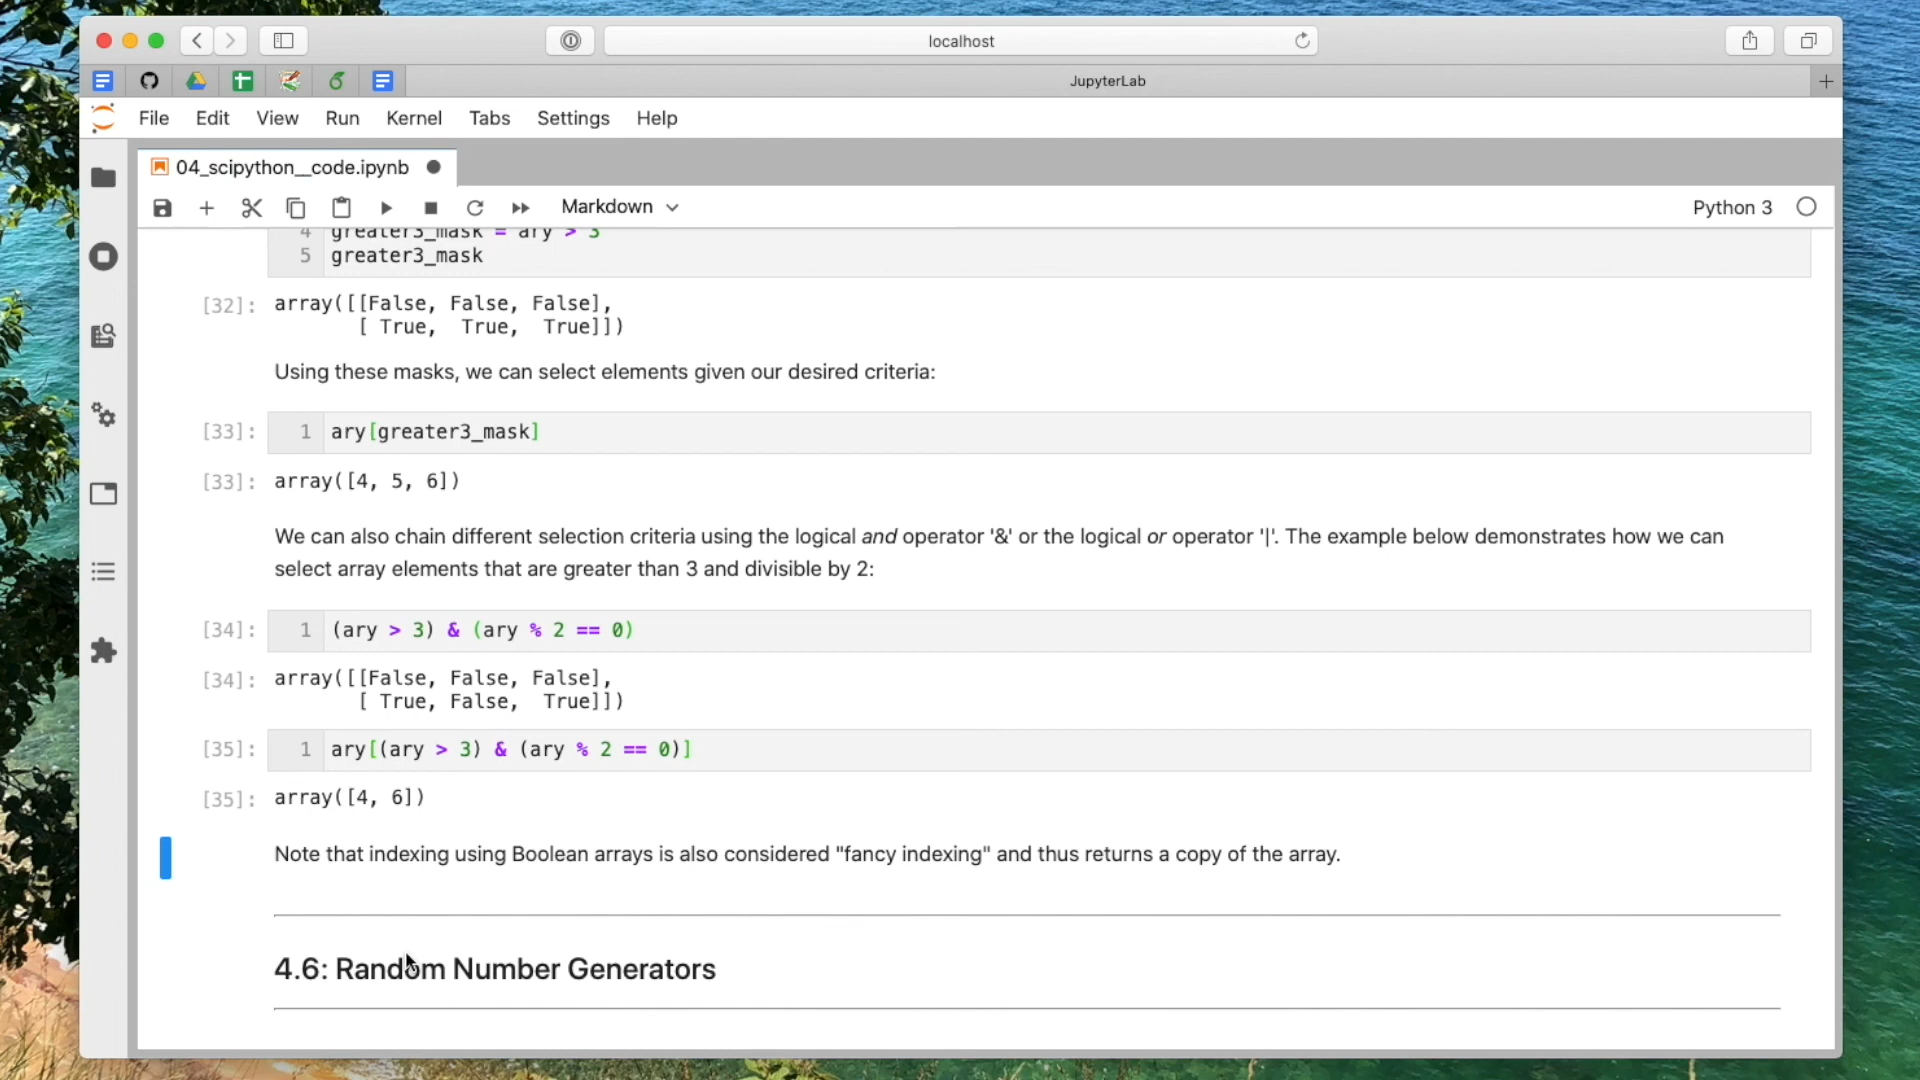 localhost
JupyterLab
File Edit View Run Kernel Tabs Settings Help
04_scipython__code.ipynb
Markdown
Python 3
4 greater3_mask = ary > 3
5 greater3_mask
[32]: array([[False, False, False],
[ True, True, True]])
Using these masks, we can select elements given our desired criteria:
[33]: 1 ary[greater3_mask]
[33]: array([4, 5, 6])
We can also chain different selection criteria using the logical and operator '&' or the logical or operator '|'. The example below demonstrates how we can
select array elements that are greater than 3 and divisible by 2:
[34]: 1 (ary > 3) & (ary % 2 == 0)
[34]: array([[False, False, False],
[ True, False, True]])
[35]: 1 ary[(ary > 3) & (ary % 2 == 0)]
[35]: array([4, 6])
Note that indexing using Boolean arrays is also considered "fancy indexing" and thus returns a copy of the array.
4.6: Random Number Generators